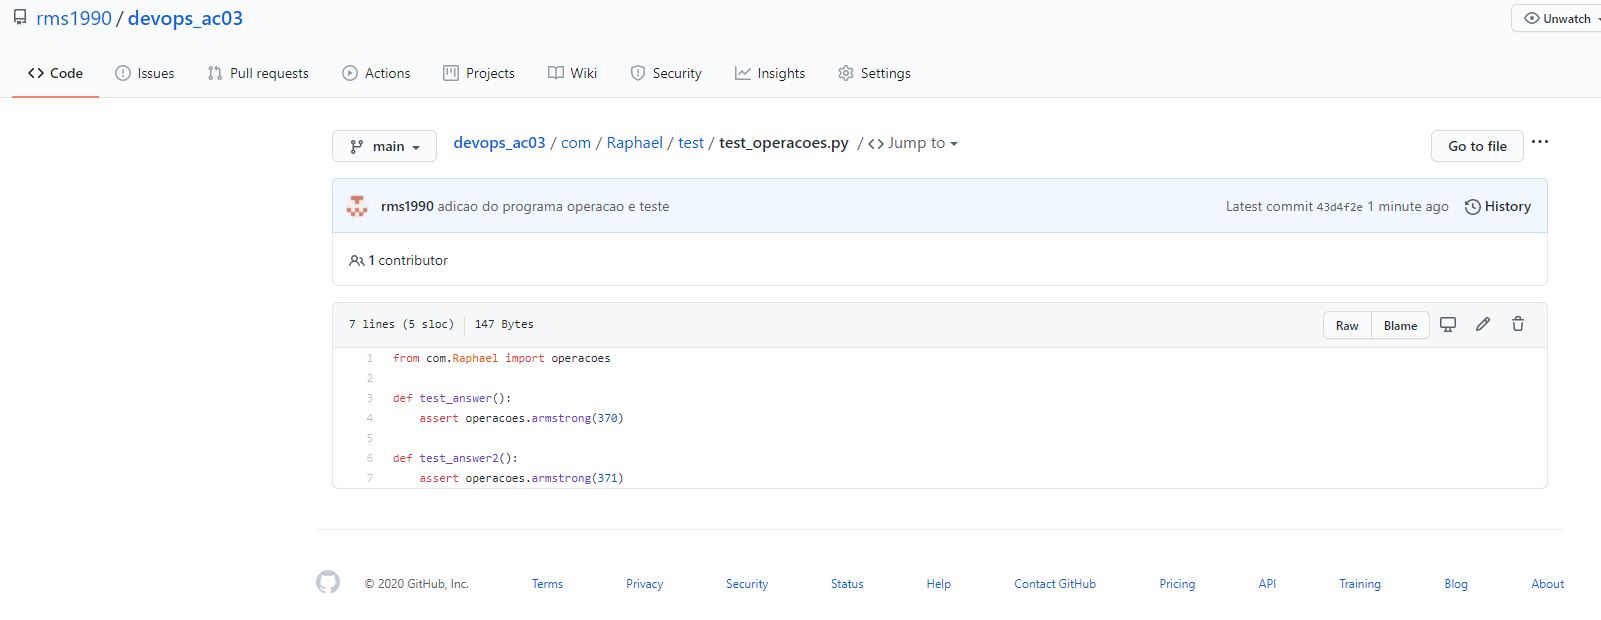 rms1990 / devops_ac03
Unwatch
Code Issues Pull requests Actions Projects Wiki Security Insights Settings
main devops_ac03 / com / Raphael / test / test_operacoes.py / <> Jump to Go to file ...
rms1990 adicao do programa operacao e teste Latest commit 43d4f2e 1 minute ago History
1 contributor
7 lines (5 sloc) 147 Bytes Raw Blame
1 from com.Raphael import operacoes
2
3 def test_answer():
4     assert operacoes.armstrong(370)
5
6 def test_answer2():
7     assert operacoes.armstrong(371)
© 2020 GitHub, Inc. Terms Privacy Security Status Help Contact GitHub Pricing API Training Blog About